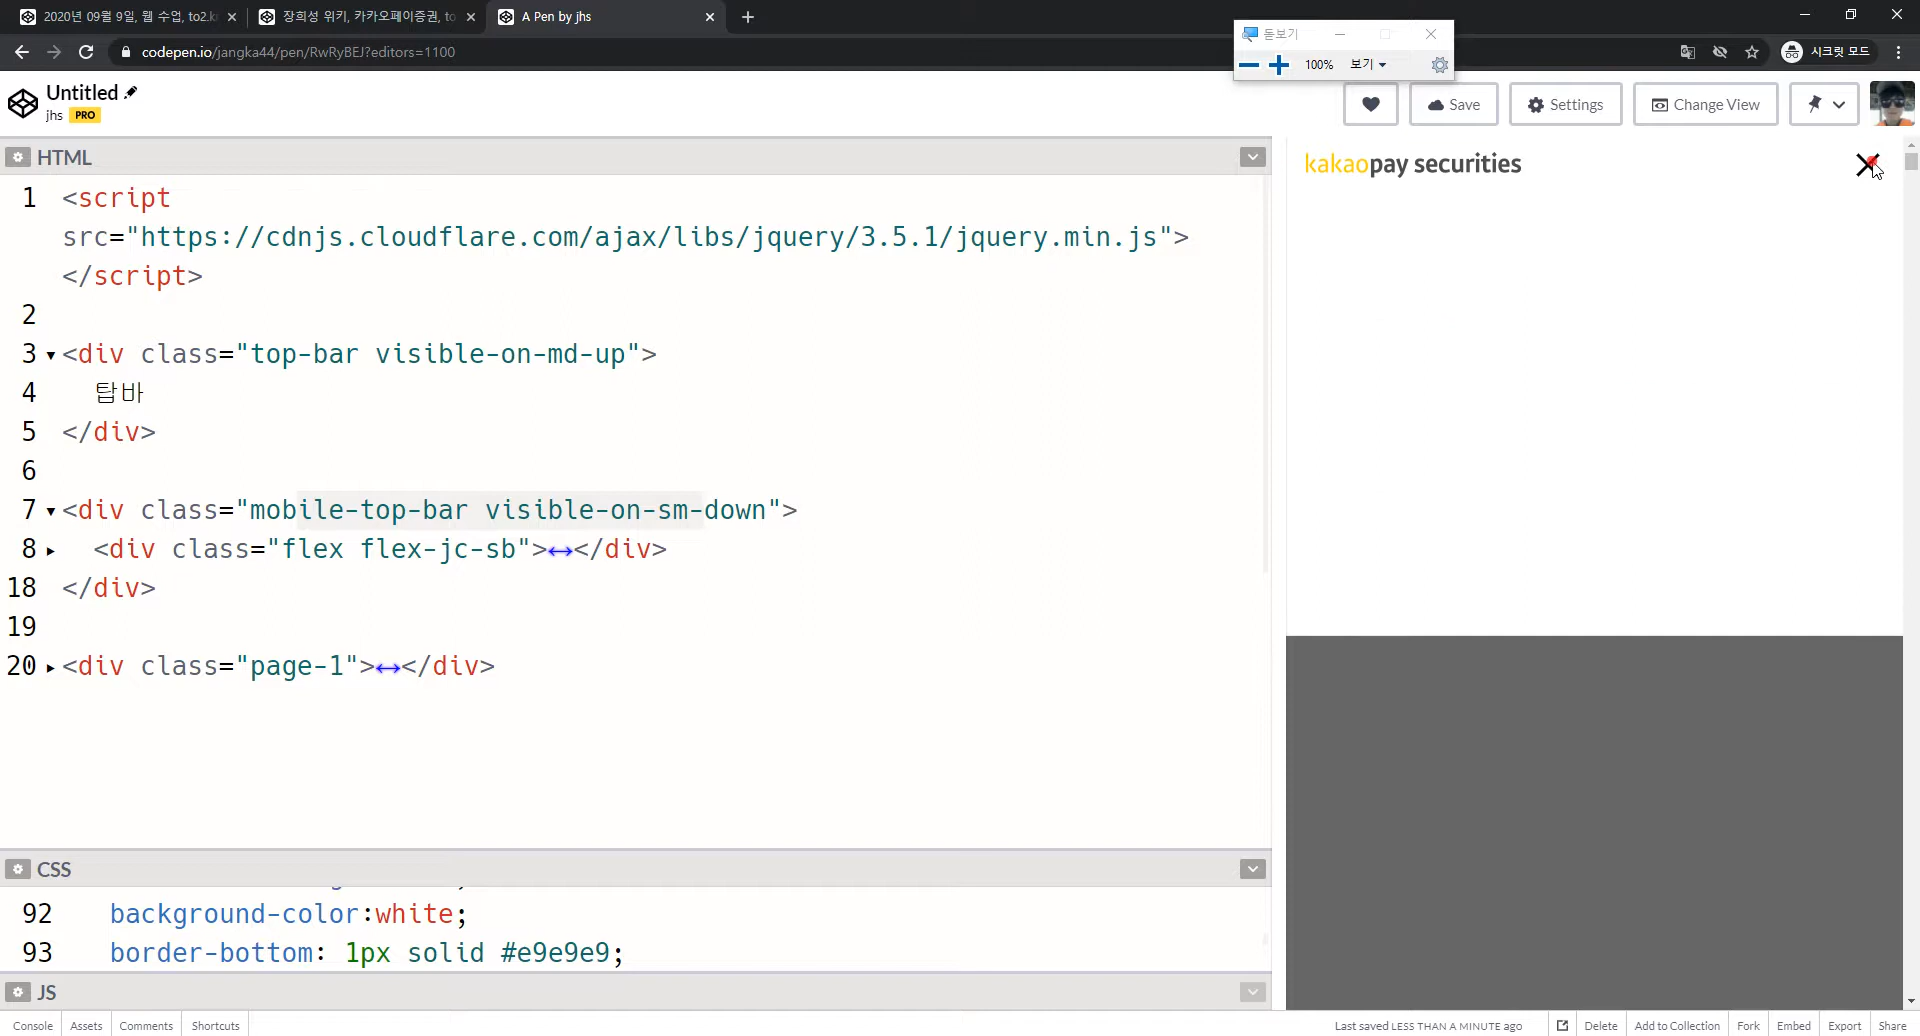 2020년 09월 9일, 웹 수업, to2.kr
장희성 위키, 카카오페이증권, to
A Pen by jhs
codepen.io/jangka44/pen/RwRyBEJ?editors=1100
시크릿 모드
돋보기
100%
보기
Untitled
jhs PRO
Save
Settings
Change View
HTML
1 <script
src="https://cdnjs.cloudflare.com/ajax/libs/jquery/3.5.1/jquery.min.js">
</script>
2
3 <div class="top-bar visible-on-md-up">
4 탑바
5 </div>
6
7 <div class="mobile-top-bar visible-on-sm-down">
8 <div class="flex flex-jc-sb">↔</div>
18 </div>
19
20 <div class="page-1">↔</div>
kakaopay securities
CSS
92 background-color:white;
93 border-bottom: 1px solid #e9e9e9;
JS
Console Assets Comments Shortcuts
Last saved LESS THAN A MINUTE ago
Delete Add to Collection Fork Embed Export Share